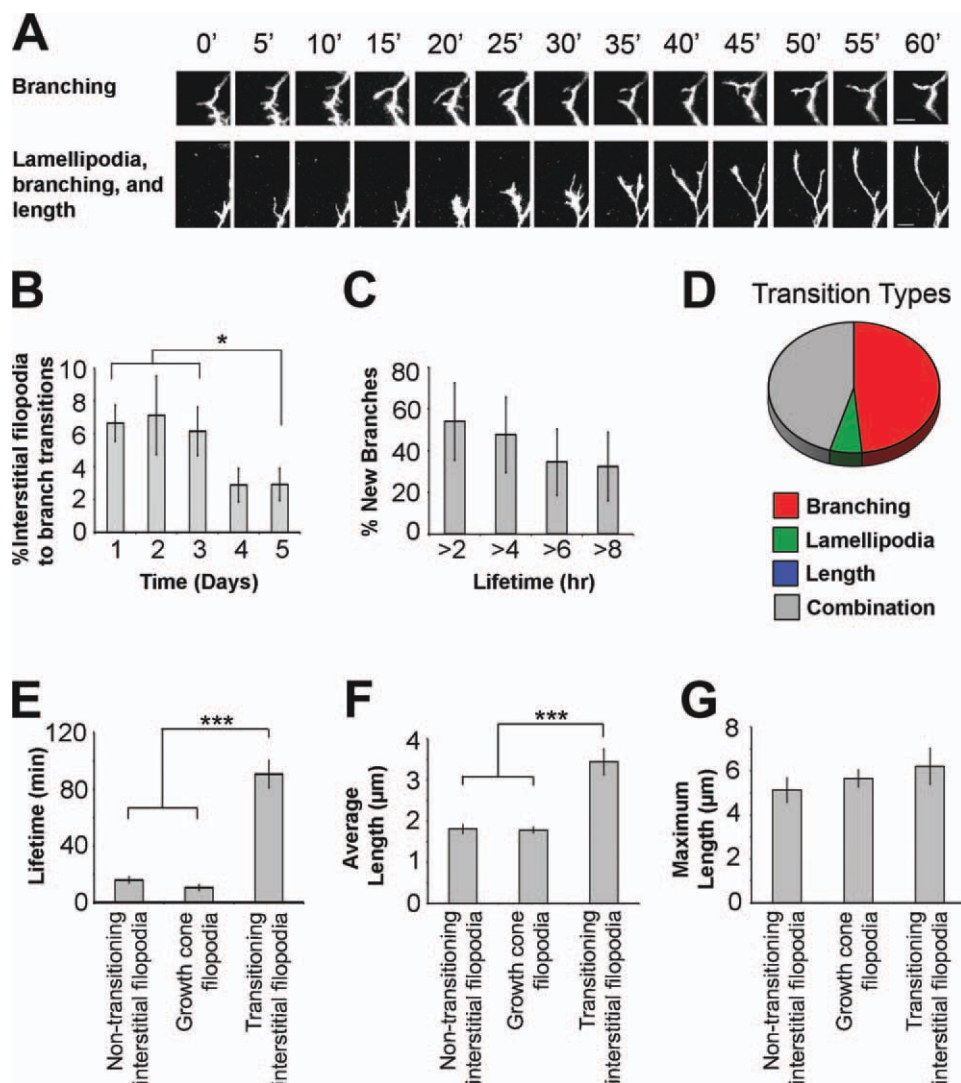 A
0’ 5’ 10’ 15’ 20’ 25’ 30’ 35’ 40’ 45’ 50’ 55’ 60’
Branching
Lamellipodia,
branching, and
length
B
%Interstitial filopodia
to branch transitions
10
8
6
4
2
0
*
1 2 3 4 5
Time (Days)
C
% New Branches
80
60
40
20
0
>2 >4 >6 >8
Lifetime (hr)
D
Transition Types
Branching
Lamellipodia
Length
Combination
E
Lifetime (min)
120
80
40
0
***
Non-transitioning
interstitial filopodia
Growth cone
filopodia
Transitioning
interstitial filopodia
F
Average
Length (µm)
4
3
2
1
0
***
Non-transitioning
interstitial filopodia
Growth cone
filopodia
Transitioning
interstitial filopodia
G
Maximum
Length (µm)
8
6
4
2
0
Non-transitioning
interstitial filopodia
Growth cone
filopodia
Transitioning
interstitial filopodia